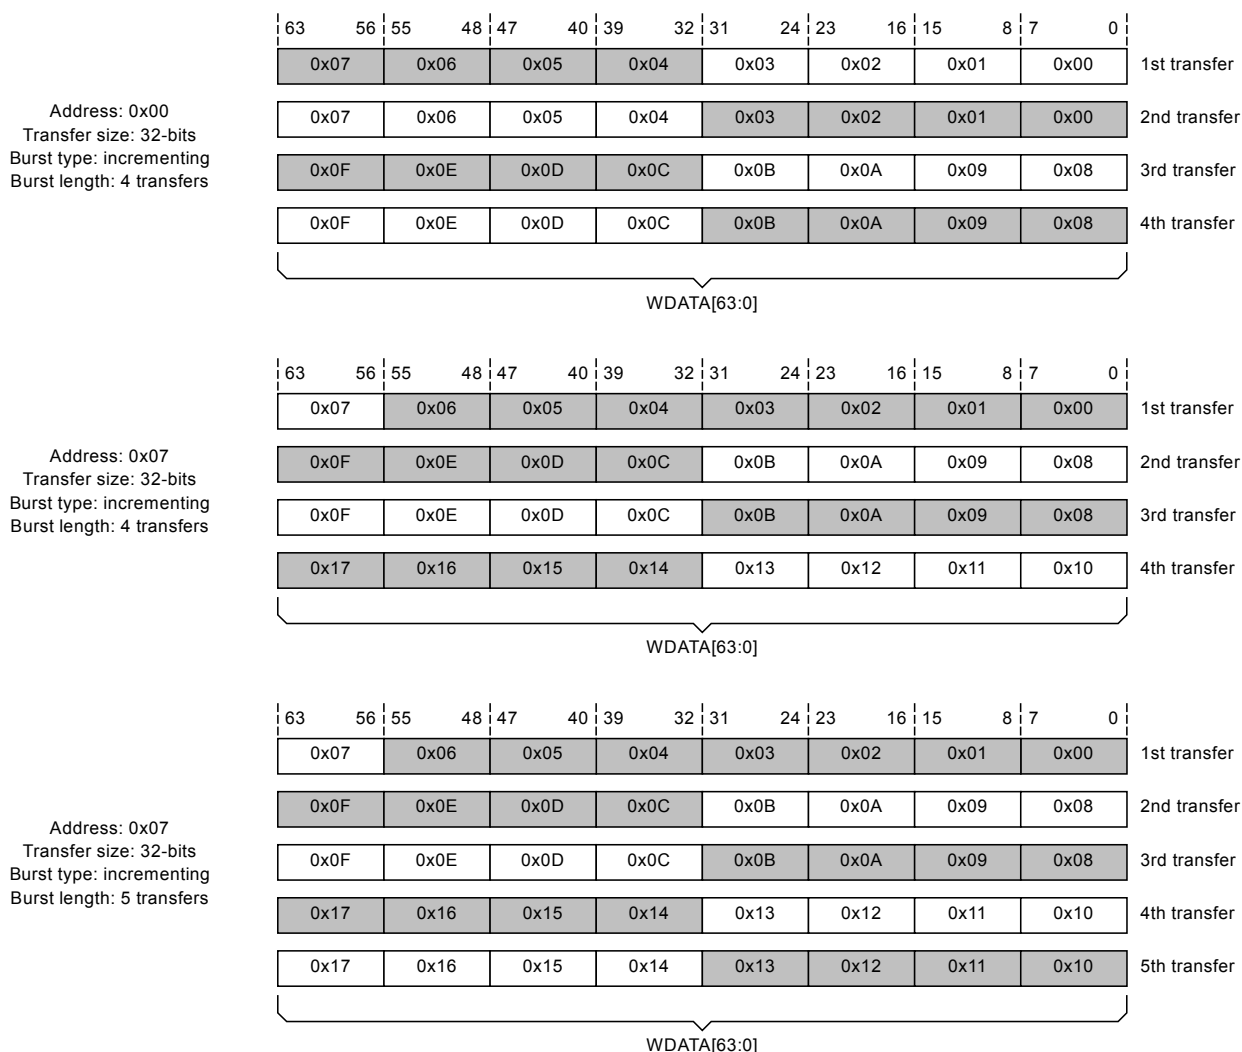 63 56 55 48 47 40 39 32 31 24 23 16 15 8 7 0
0x07 0x06 0x05 0x04 0x03 0x02 0x01 0x00 1st transfer
Address: 0x00
0x07 0x06 0x05 0x04 0x03 0x02 0x01 0x00 2nd transfer
Transfer size: 32-bits
Burst type: incrementing
0x0F 0x0E 0x0D 0x0C 0x0B 0x0A 0x09 0x08 3rd transfer
Burst length: 4 transfers
0x0F 0x0E 0x0D 0x0C 0x0B 0x0A 0x09 0x08 4th transfer
WDATA[63:0]
63 56 55 48 47 40 39 32 31 24 23 16 15 8 7 0
0x07 0x06 0x05 0x04 0x03 0x02 0x01 0x00 1st transfer
Address: 0x07
0x0F 0x0E 0x0D 0x0C 0x0B 0x0A 0x09 0x08 2nd transfer
Transfer size: 32-bits
Burst type: incrementing
0x0F 0x0E 0x0D 0x0C 0x0B 0x0A 0x09 0x08 3rd transfer
Burst length: 4 transfers
0x17 0x16 0x15 0x14 0x13 0x12 0x11 0x10 4th transfer
WDATA[63:0]
63 56 55 48 47 40 39 32 31 24 23 16 15 8 7 0
0x07 0x06 0x05 0x04 0x03 0x02 0x01 0x00 1st transfer
0x0F 0x0E 0x0D 0x0C 0x0B 0x0A 0x09 0x08 2nd transfer
Address: 0x07
Transfer size: 32-bits
0x0F 0x0E 0x0D 0x0C 0x0B 0x0A 0x09 0x08 3rd transfer
Burst type: incrementing
Burst length: 5 transfers
0x17 0x16 0x15 0x14 0x13 0x12 0x11 0x10 4th transfer
0x17 0x16 0x15 0x14 0x13 0x12 0x11 0x10 5th transfer
WDATA[63:0]